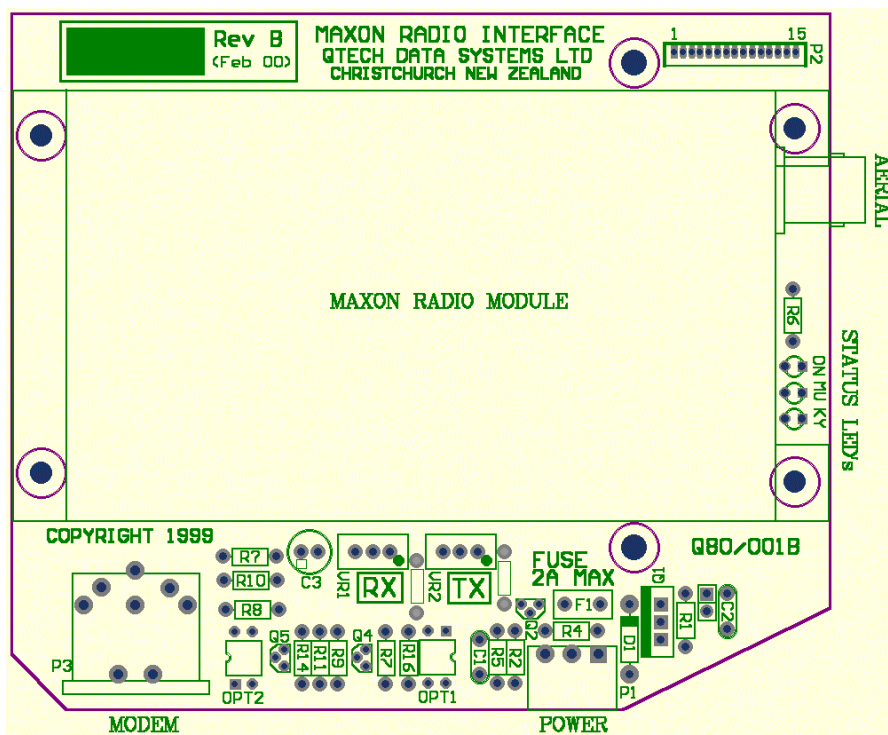 Rev B
(Feb 00)
MAXON RADIO INTERFACE
QTECH DATA SYSTEMS LTD
CHRISTCHURCH NEW ZEALAND
1
15
P2
AERIAL
MAXON RADIO MODULE
R6
ON MU KY
STATUS LED's
COPYRIGHT 1999
Q80/001B
R7
R10
R8
C3
VR1
RX
VR2
TX
FUSE
2A MAX
F1
Q1
Q2
R4
D1
R1
C2
P3
Q5
R14
R11
R9
Q4
R7
R16
C1
R5
R2
OPT2
OPT1
P1
MODEM
POWER